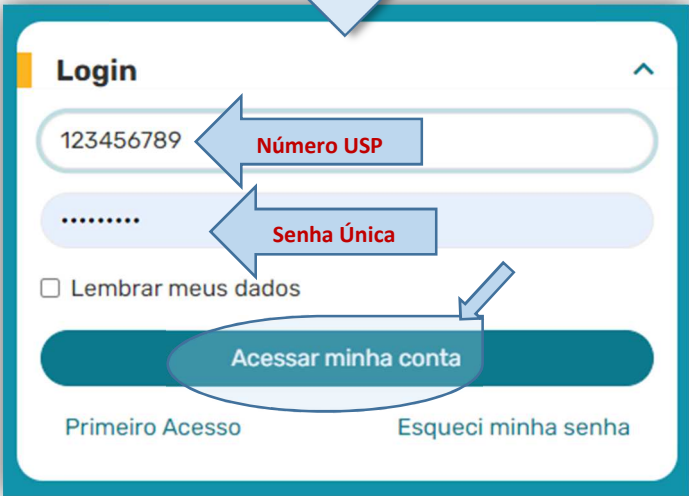 Login
123456789
Número USP
•••••••••
Senha Única
Lembrar meus dados
Acessar minha conta
Primeiro Acesso
Esqueci minha senha